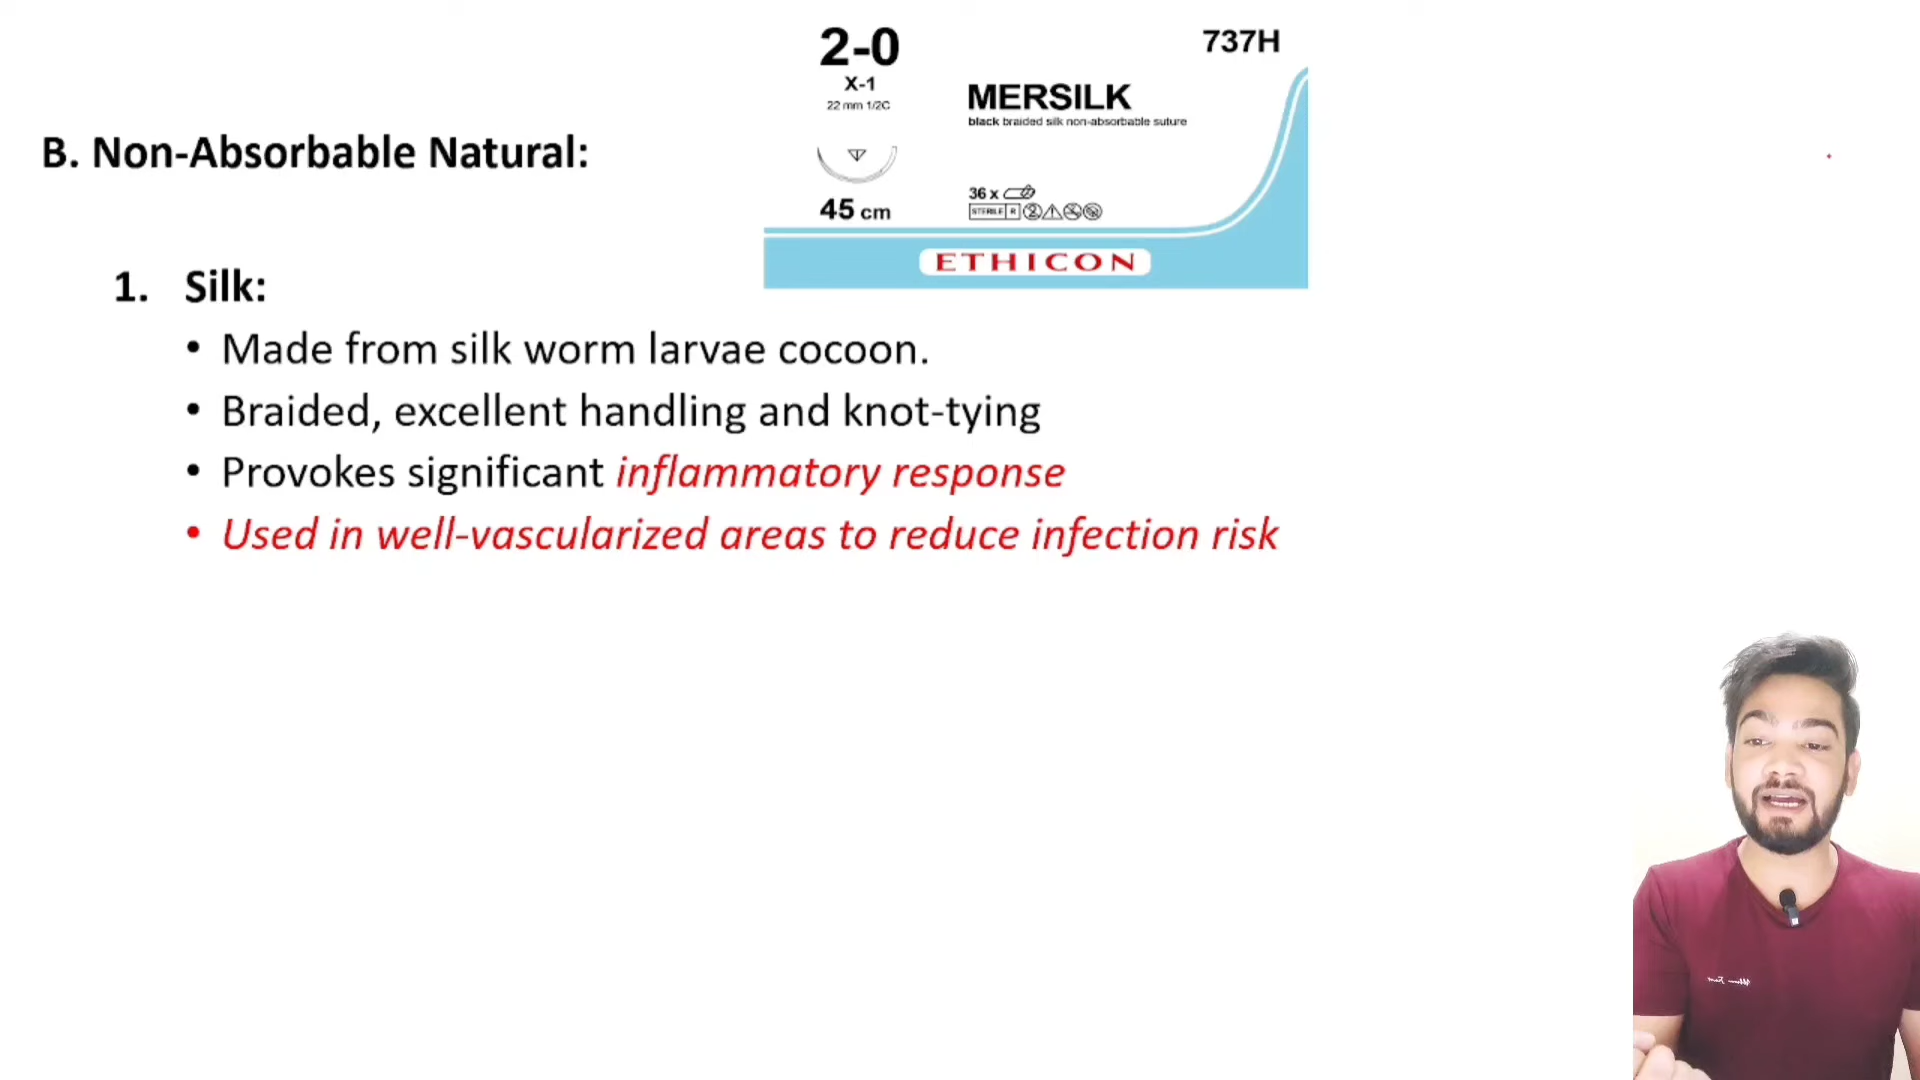 2-0
737H
X-1
22 mm 1/2C
MERSILK
black braided silk non-absorbable suture
B. Non-Absorbable Natural:
36 x
STERILE R
2
45 cm
ETHICON
1. Silk:
• Made from silk worm larvae cocoon.
• Braided, excellent handling and knot-tying
• Provokes significant inflammatory response
• Used in well-vascularized areas to reduce infection risk